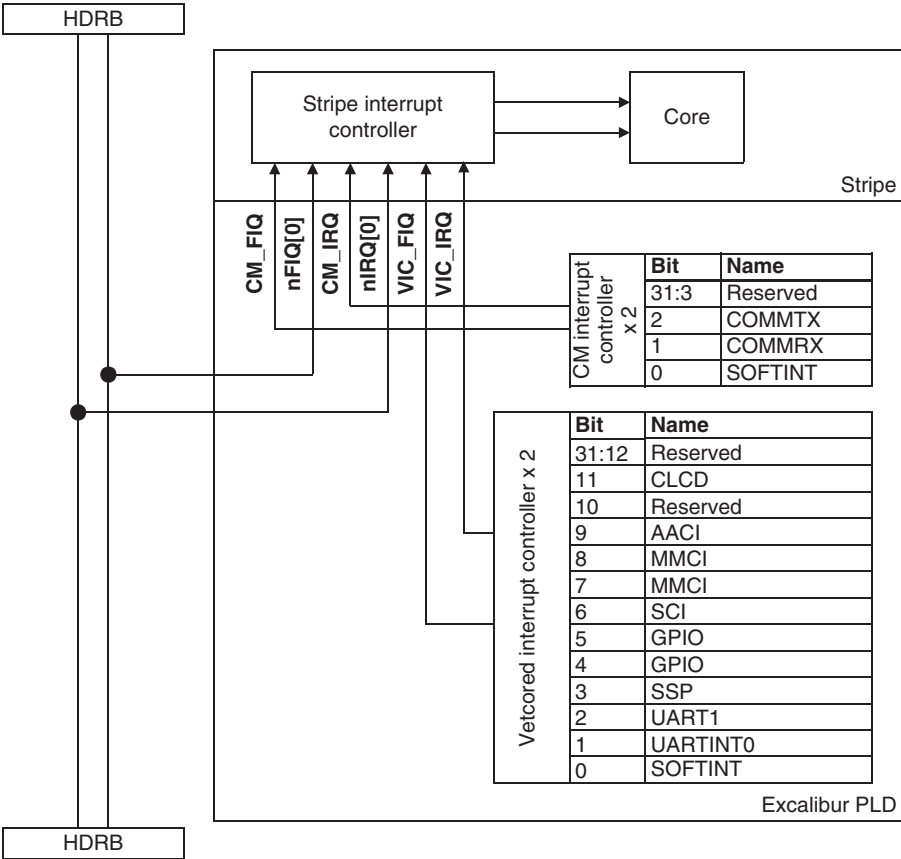 HDRB
Stripe interrupt
controller
Core
Stripe
CM_FIQ
nFIQ[0]
CM_IRQ
nIRQ[0]
VIC_FIQ
VIC_IRQ
CM interrupt
controller
x 2
Bit Name
31:3 Reserved
2 COMMTX
1 COMMRX
0 SOFTINT
Vetcored interrupt controller x 2
Bit Name
31:12 Reserved
11 CLCD
10 Reserved
9 AACI
8 MMCI
7 MMCI
6 SCI
5 GPIO
4 GPIO
3 SSP
2 UART1
1 UARTINT0
0 SOFTINT
Excalibur PLD
HDRB